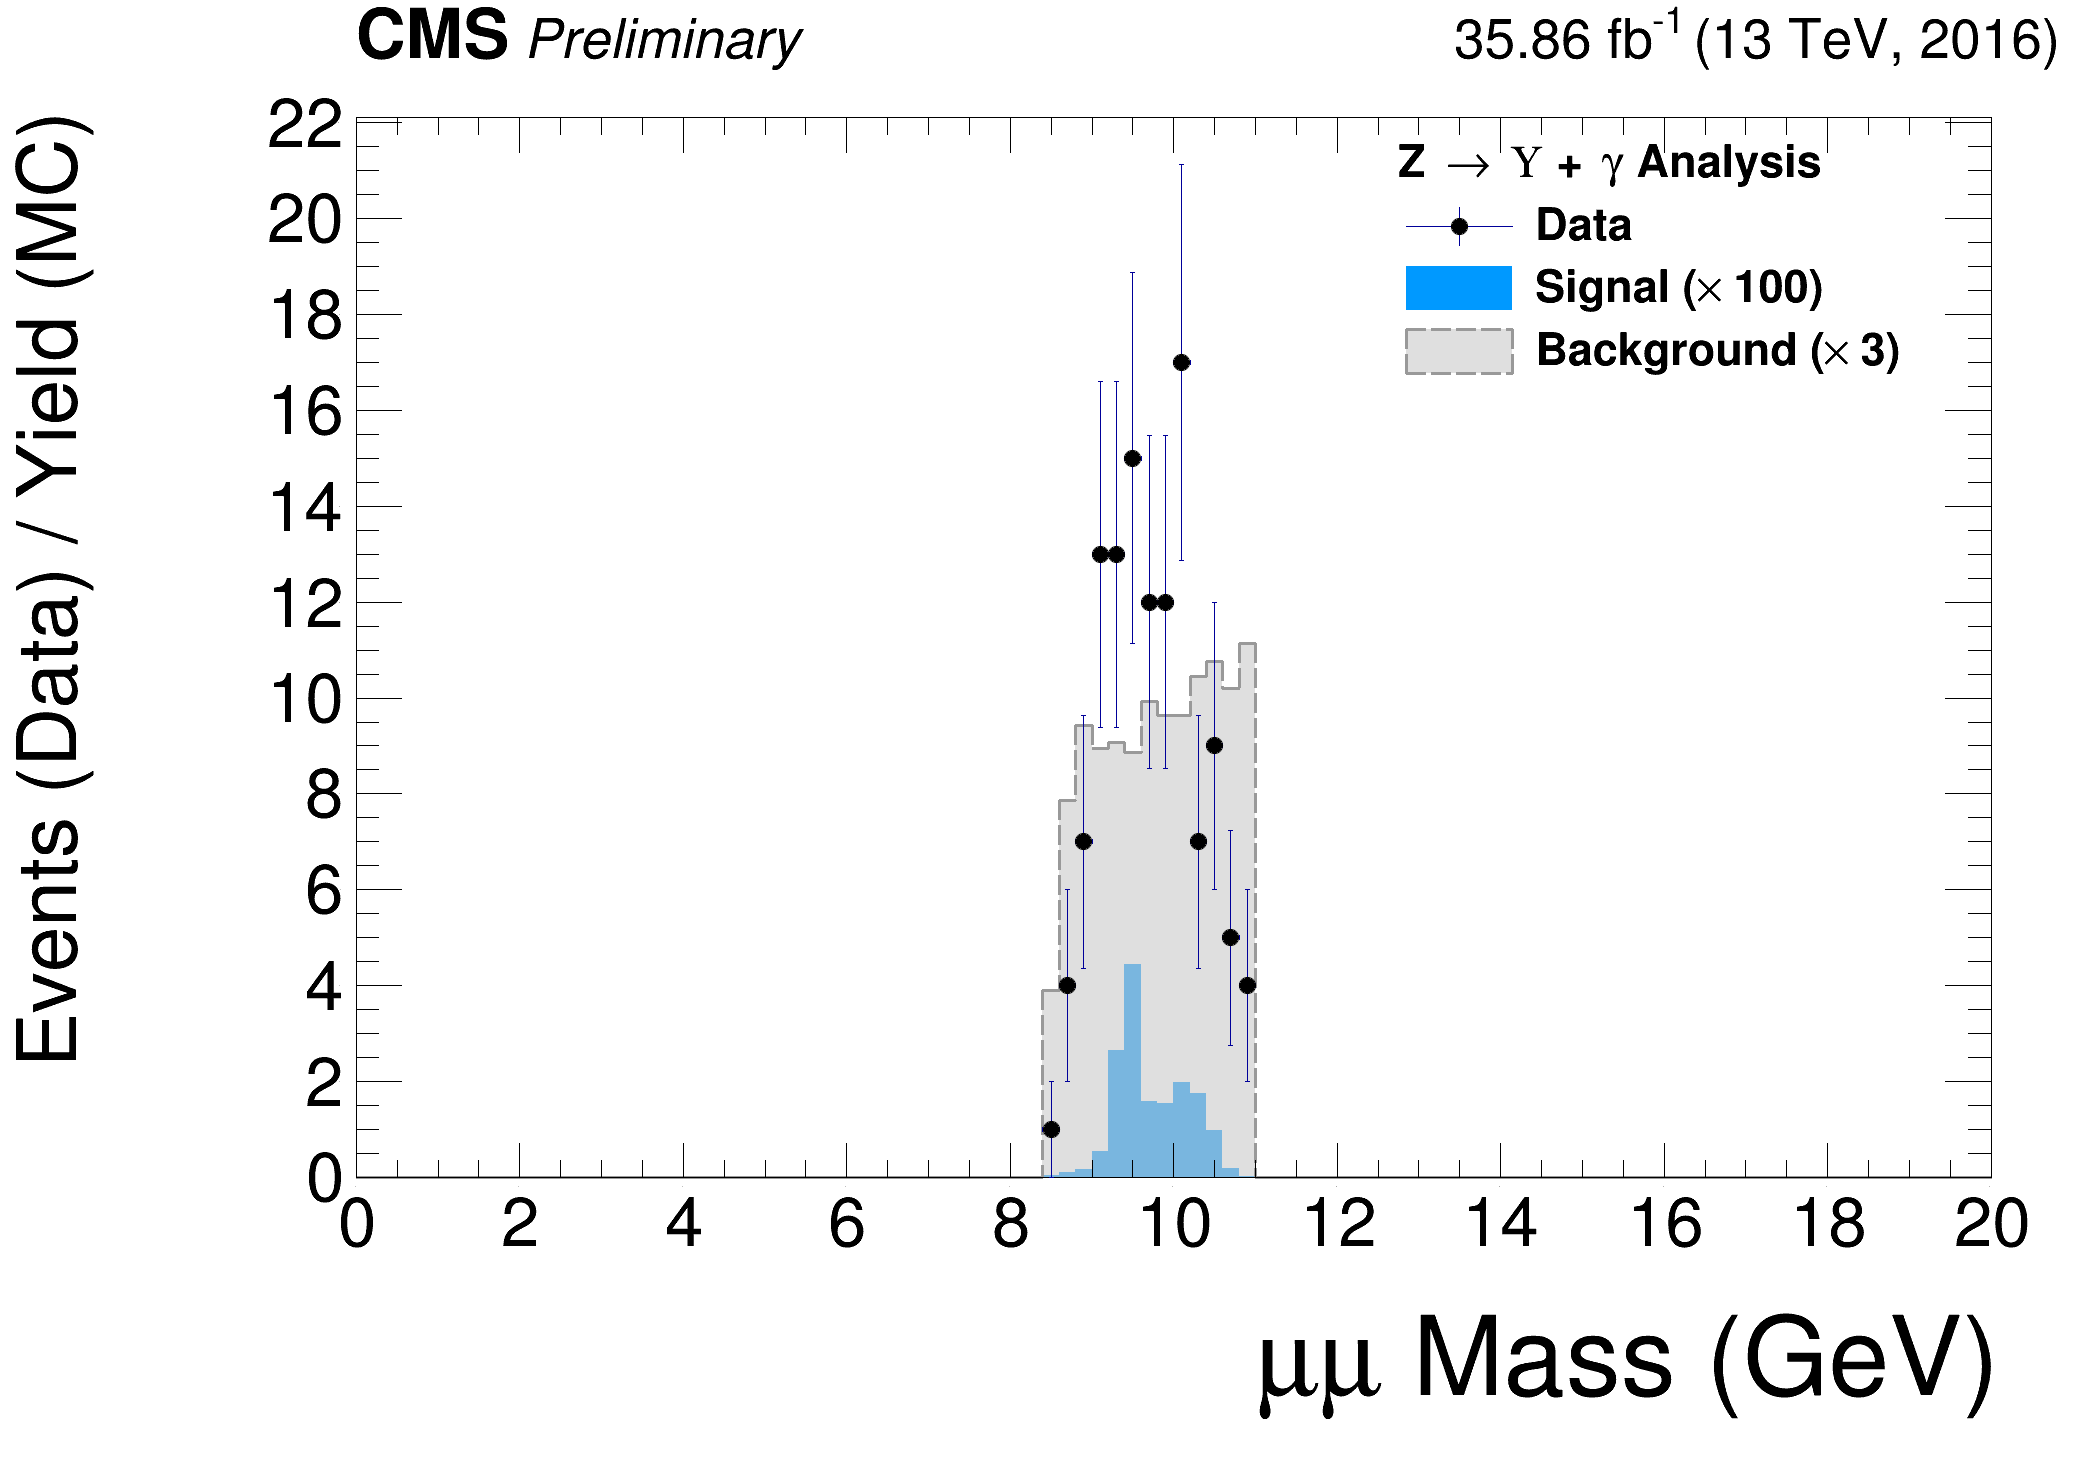 CMS Preliminary
35.86 fb⁻¹ (13 TeV, 2016)
Events (Data) / Yield (MC)
22
20
18
16
14
12
10
8
6
4
2
0
Z → ϒ + γ Analysis
Data
Signal (× 100)
Background (× 3)
0 2 4 6 8 10 12 14 16 18 20
μμ Mass (GeV)